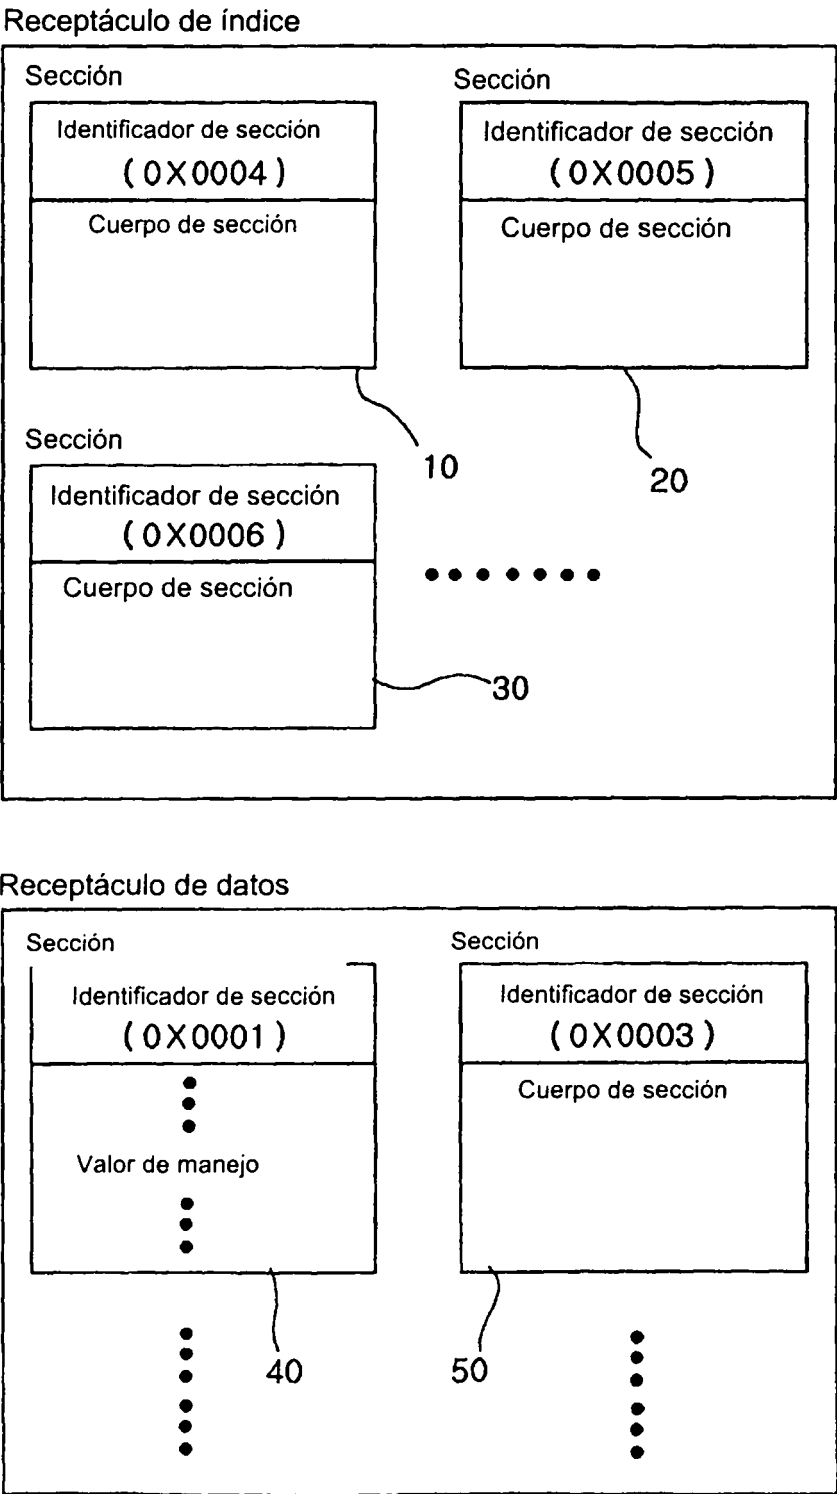 Receptáculo de índice
Sección
Identificador de sección
(0X0004)
Cuerpo de sección
10
Sección
Identificador de sección
(0X0005)
Cuerpo de sección
20
Sección
Identificador de sección
(0X0006)
Cuerpo de sección
30
Receptáculo de datos
Sección
Identificador de sección
(0X0001)
Valor de manejo
40
Sección
Identificador de sección
(0X0003)
Cuerpo de sección
50